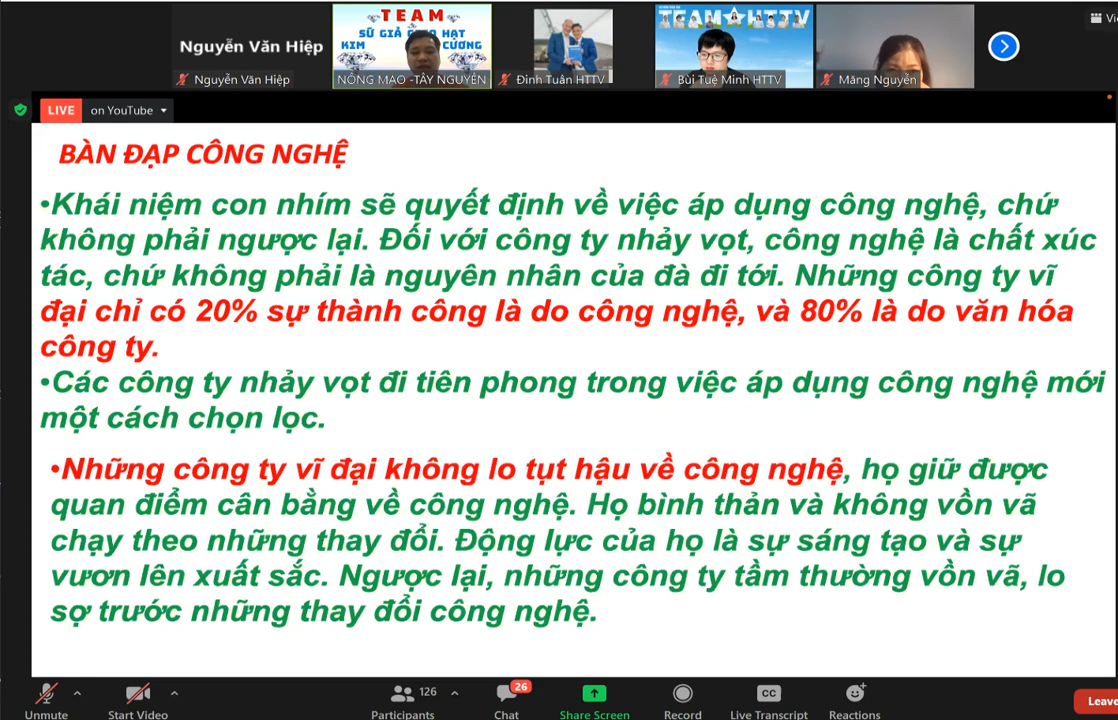 Vi
TEAM
SỨ GIẢ GIEO HẠT
KIM CƯƠNG
TEAM HTTV
Nguyễn Văn Hiệp
Nguyễn Văn Hiệp
NÔNG MAO -TÂY NGUYÊN
Đinh Tuân HTTV
Bùi Tuệ Minh HTTV
Măng Nguyễn
LIVE on YouTube
BÀN ĐẠP CÔNG NGHỆ
•Khái niệm con nhím sẽ quyết định về việc áp dụng công nghệ, chứ
không phải ngược lại. Đối với công ty nhảy vọt, công nghệ là chất xúc
tác, chứ không phải là nguyên nhân của đà đi tới. Những công ty vĩ
đại chỉ có 20% sự thành công là do công nghệ, và 80% là do văn hóa
công ty.
•Các công ty nhảy vọt đi tiên phong trong việc áp dụng công nghệ mới
một cách chọn lọc.
•Những công ty vĩ đại không lo tụt hậu về công nghệ, họ giữ được
quan điểm cân bằng về công nghệ. Họ bình thản và không vồn vã
chạy theo những thay đổi. Động lực của họ là sự sáng tạo và sự
vươn lên xuất sắc. Ngược lại, những công ty tầm thường vồn vã, lo
sợ trước những thay đổi công nghệ.
126
26
CC
Unmute
Start Video
Participants
Chat
Share Screen
Record
Live Transcript
Reactions
Leave